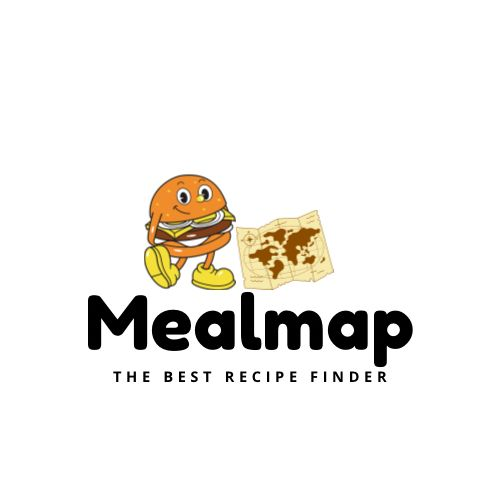 Mealmap
THE BEST RECIPE FINDER